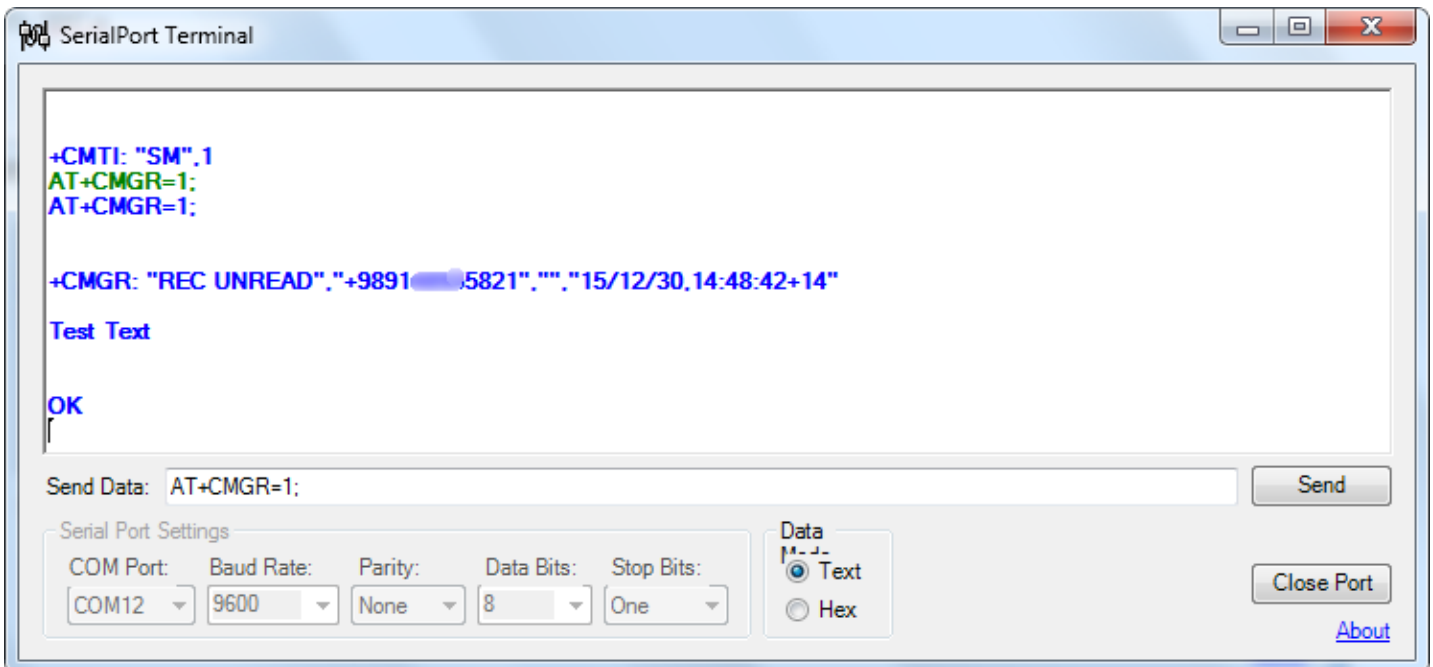 SerialPort Terminal
+CMTI: "SM",1
AT+CMGR=1;
AT+CMGR=1;
+CMGR: "REC UNREAD","+9891 5821","","15/12/30,14:48:42+14"
Test Text
OK
Send Data: AT+CMGR=1; Send
Serial Port Settings
COM Port: Baud Rate: Parity: Data Bits: Stop Bits:
COM12 9600 None 8 One
Data
Text
Hex
Close Port
About